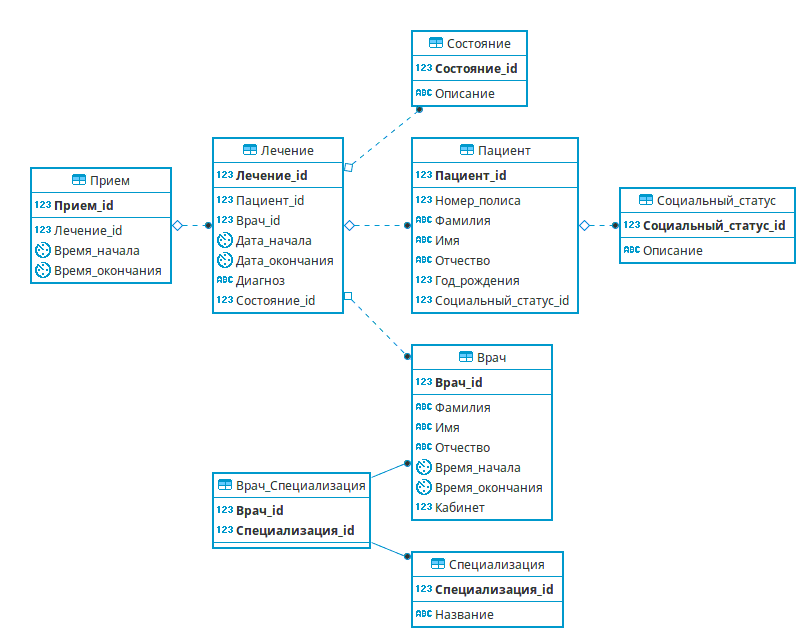 Состояние
123 Состояние_id
ABC Описание
Лечение
123 Лечение_id
123 Пациент_id
123 Врач_id
Дата_начала
Дата_окончания
ABC Диагноз
123 Состояние_id
Пациент
123 Пациент_id
123 Номер_полиса
ABC Фамилия
ABC Имя
ABC Отчество
123 Год_рождения
123 Социальный_статус_id
Прием
123 Прием_id
123 Лечение_id
Время_начала
Время_окончания
Социальный_статус
123 Социальный_статус_id
ABC Описание
Врач
123 Врач_id
ABC Фамилия
ABC Имя
ABC Отчество
Время_начала
Время_окончания
123 Кабинет
Врач_Специализация
123 Врач_id
123 Специализация_id
Специализация
123 Специализация_id
ABC Название